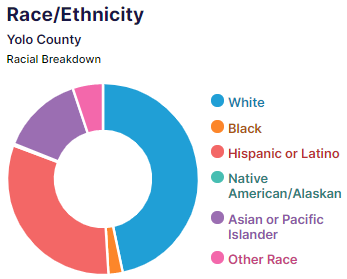 Race/Ethnicity
Yolo County
Racial Breakdown
White
Black
Hispanic or Latino
Native
American/Alaskan
Asian or Pacific
Islander
Other Race